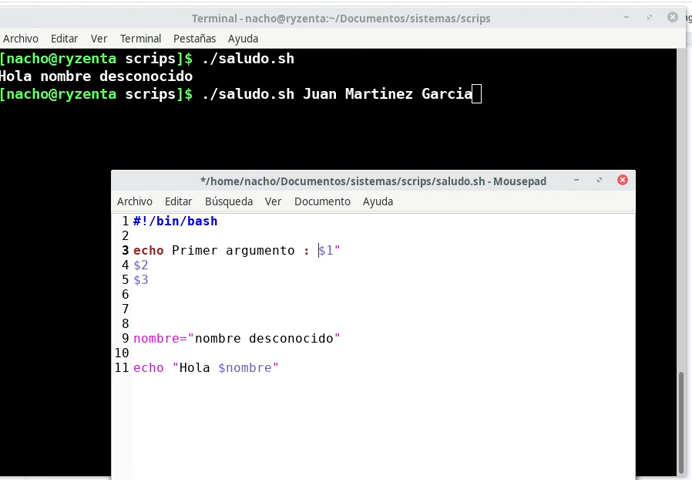 Terminal - nacho@ryzenta:~/Documentos/sistemas/scrips
Archivo Editar Ver Terminal Pestañas Ayuda
[nacho@ryzenta scrips]$ ./saludo.sh
Hola nombre desconocido
[nacho@ryzenta scrips]$ ./saludo.sh Juan Martinez Garcia
*/home/nacho/Documentos/sistemas/scrips/saludo.sh - Mousepad
Archivo Editar Búsqueda Ver Documento Ayuda
1 #!/bin/bash
2
3 echo Primer argumento : $1"
4 $2
5 $3
6
7
8
9 nombre="nombre desconocido"
10
11 echo "Hola $nombre"